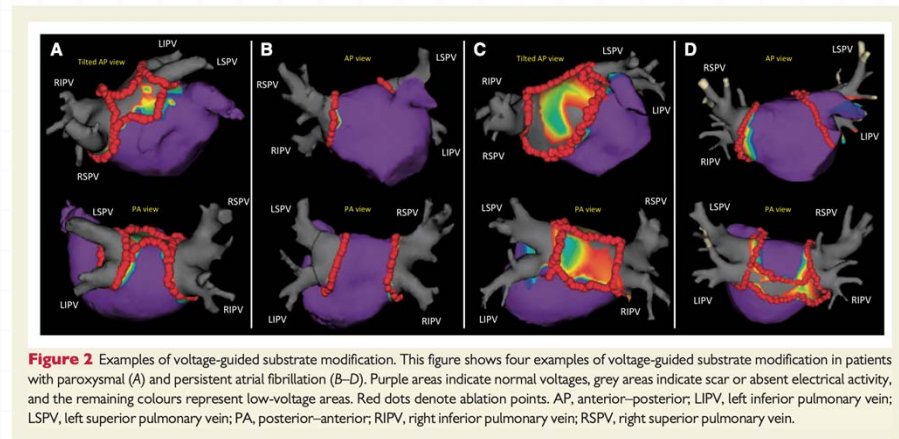 A
B
C
D
LIPV
Tilted AP view
LSPV
RIPV
RSPV
AP view
LSPV
RSPV
RIPV
LIPV
Tilted AP view
LSPV
RIPV
LIPV
RSPV
AP view
LSPV
RSPV
LIPV
RIPV
PA view
LSPV
RSPV
LIPV
RIPV
PA view
LSPV
RSPV
LIPV
RIPV
PA view
LSPV
RSPV
LIPV
RIPV
PA view
LSPV
RSPV
LIPV
RIPV
Figure 2 Examples of voltage-guided substrate modification. This figure shows four examples of voltage-guided substrate modification in patients
with paroxysmal (A) and persistent atrial fibrillation (B–D). Purple areas indicate normal voltages, grey areas indicate scar or absent electrical activity,
and the remaining colours represent low-voltage areas. Red dots denote ablation points. AP, anterior–posterior; LIPV, left inferior pulmonary vein;
LSPV, left superior pulmonary vein; PA, posterior–anterior; RIPV, right inferior pulmonary vein; RSPV, right superior pulmonary vein.